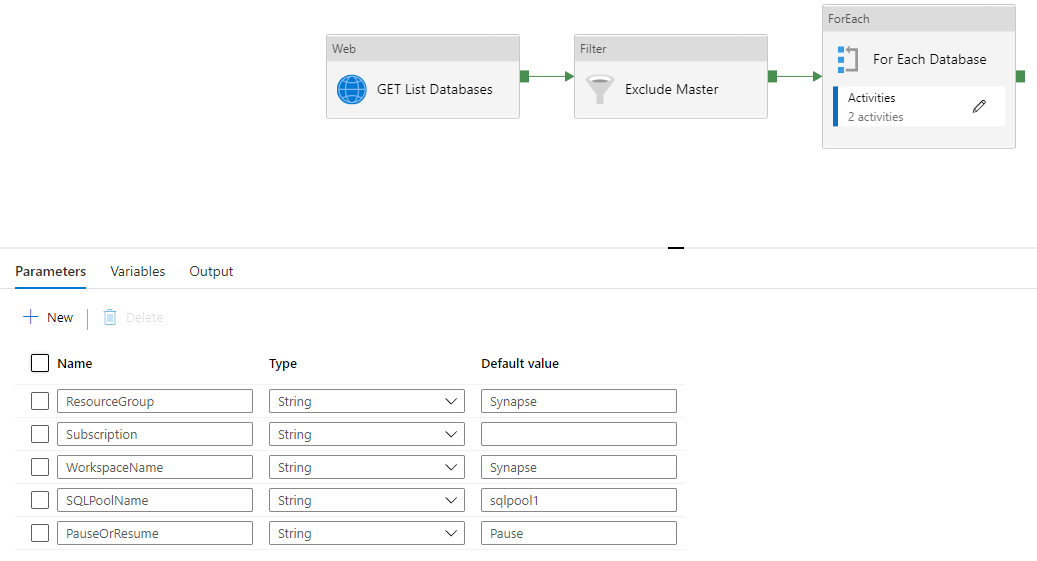 Web
GET List Databases
Filter
Exclude Master
ForEach
For Each Database
Activities
2 activities
Parameters Variables Output
New Delete
Name Type Default value
ResourceGroup String Synapse
Subscription String
WorkspaceName String Synapse
SQLPoolName String sqlpool1
PauseOrResume String Pause